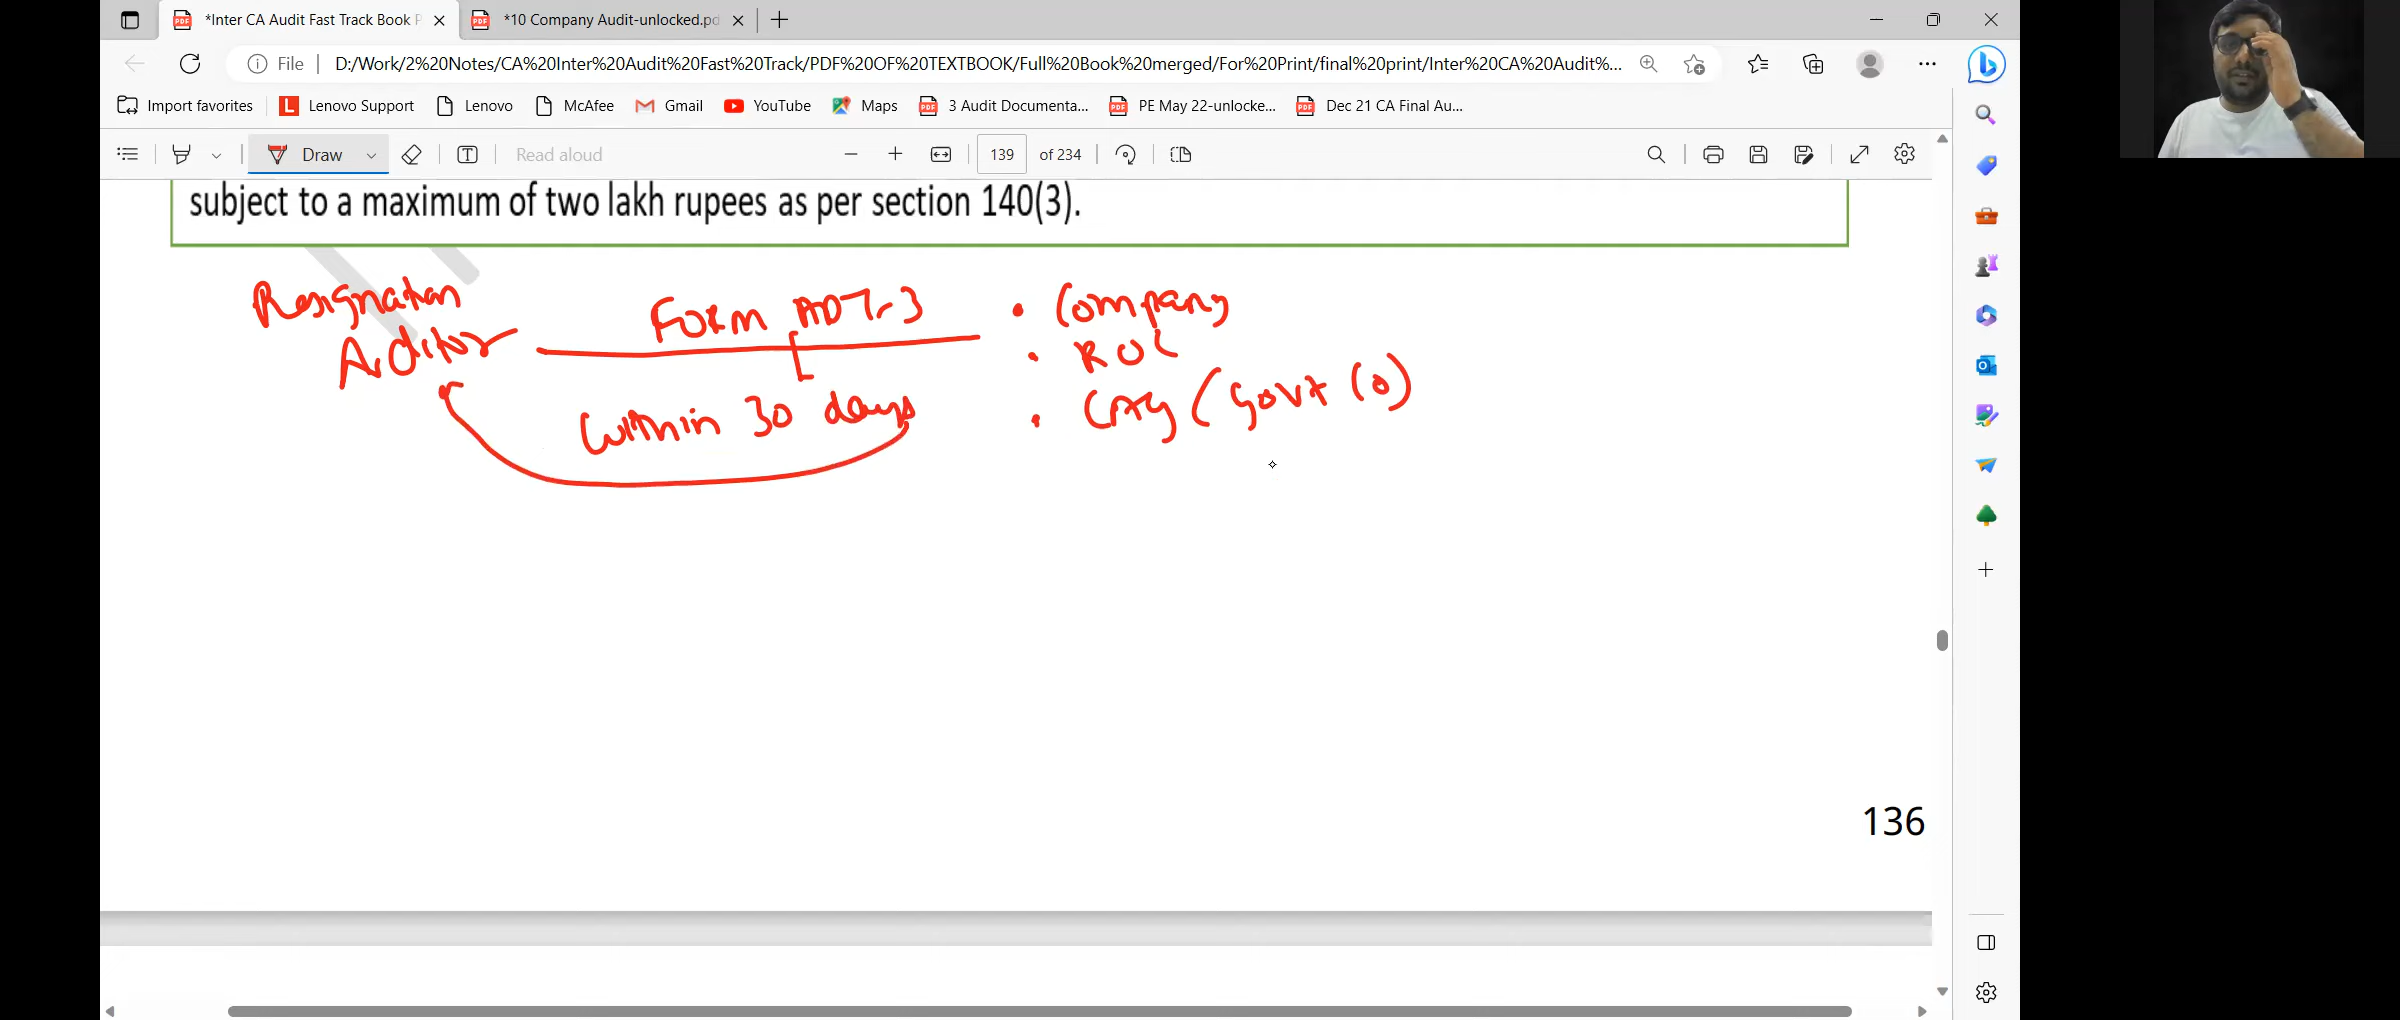 *Inter CA Audit Fast Track Book P
*10 Company Audit-unlocked.pd
File
D:/Work/2%20Notes/CA%20Inter%20Audit%20Fast%20Track/PDF%20OF%20TEXTBOOK/Full%20Book%20merged/For%20Print/final%20print/Inter%20CA%20Audit%...
Import favorites
Lenovo Support
Lenovo
McAfee
Gmail
YouTube
Maps
3 Audit Documenta...
PE May 22-unlocke...
Dec 21 CA Final Au...
Draw
Read aloud
139 of 234
subject to a maximum of two lakh rupees as per section 140(3).
Resignation
Auditor
Form ADT-3
within 30 days
• Company
• ROC
• CAG (Govt Co)
136